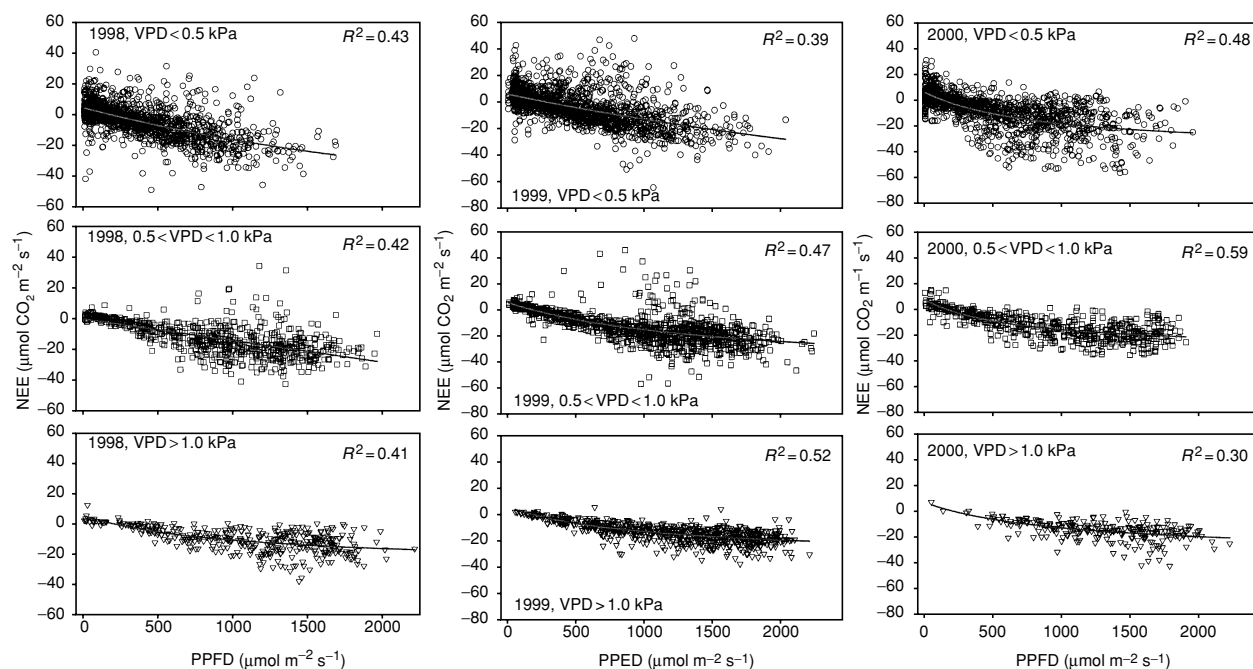 1998, VPD<0.5 kPa
R²=0.43
60
40
20
0
−20
−40
−60
1999, VPD<0.5 kPa
R²=0.39
60
40
20
0
−20
−40
−60
−80
2000, VPD<0.5 kPa
R²=0.48
60
40
20
0
−20
−40
−60
−80
1998, 0.5<VPD<1.0 kPa
R²=0.42
60
40
20
0
−20
−40
−60
NEE (μmol CO₂ m⁻² s⁻¹)
1999, 0.5<VPD<1.0 kPa
R²=0.47
60
40
20
0
−20
−40
−60
−80
NEE (μmol CO₂ m⁻² s⁻¹)
2000, 0.5<VPD<1.0 kPa
R²=0.59
60
40
20
0
−20
−40
−60
−80
NEE (μmol CO₂ m⁻¹ s⁻¹)
1998, VPD>1.0 kPa
R²=0.41
60
40
20
0
−20
−40
−60
0 500 1000 1500 2000
PPFD (μmol m⁻² s⁻¹)
1999, VPD>1.0 kPa
R²=0.52
60
40
20
0
−20
−40
−60
−80
0 500 1000 1500 2000
PPED (μmol m⁻² s⁻¹)
2000, VPD>1.0 kPa
R²=0.30
60
40
20
0
−20
−40
−60
−80
0 500 1000 1500 2000
PPFD (μmol m⁻² s⁻¹)